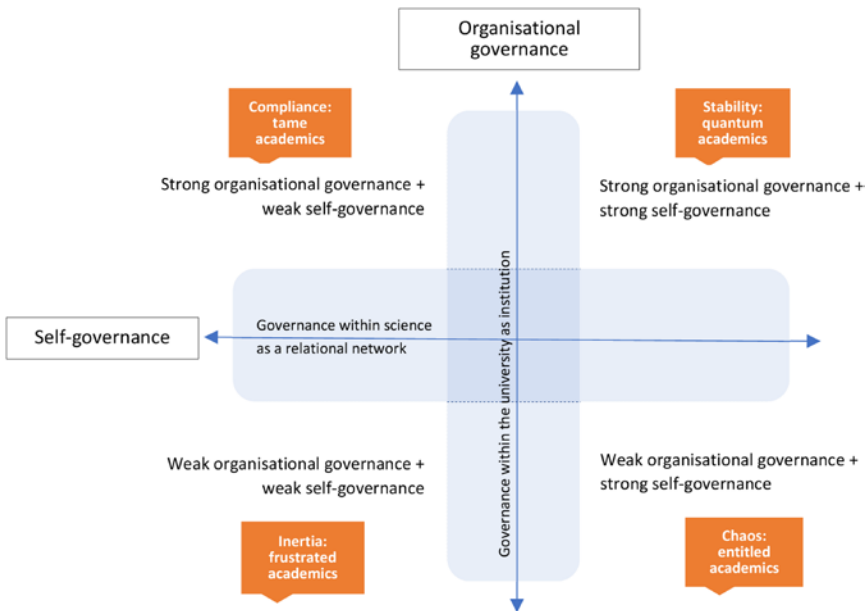 Organisational
governance
Compliance:
tame
academics
Stability:
quantum
academics
Strong organisational governance +
weak self-governance
Strong organisational governance +
strong self-governance
Governance within the university as institution
Self-governance
Governance within science
as a relational network
Weak organisational governance +
weak self-governance
Weak organisational governance +
strong self-governance
Inertia:
frustrated
academics
Chaos:
entitled
academics